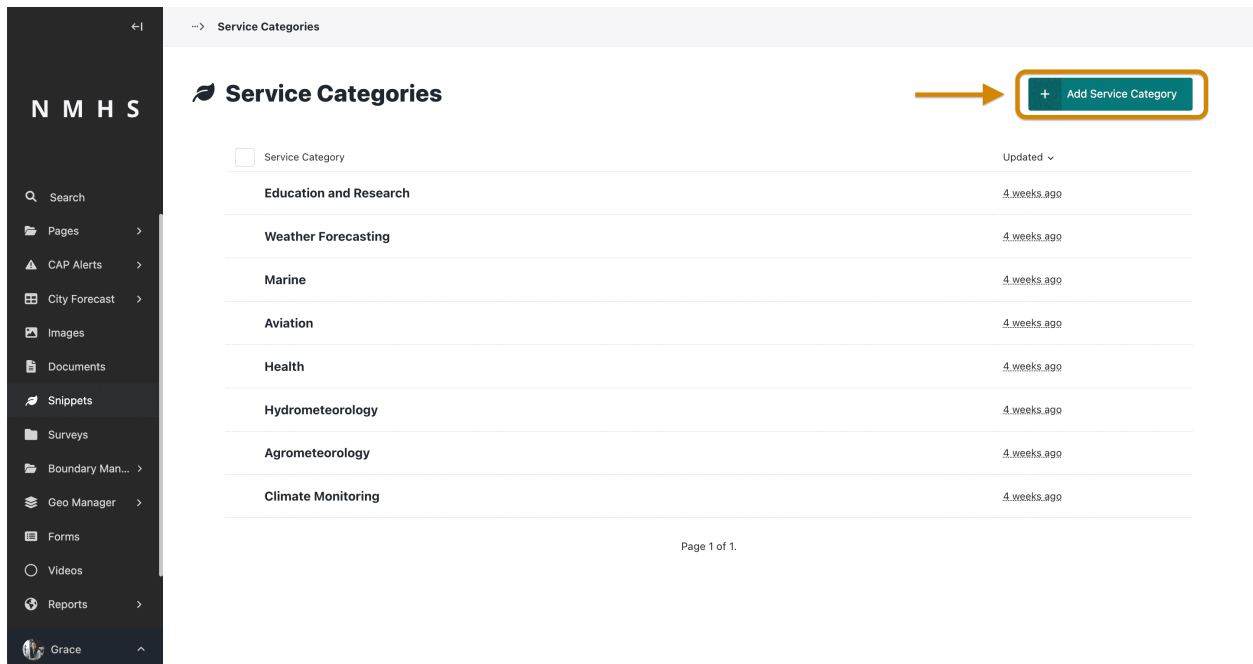 Service Categories
N M H S
Search
Pages
CAP Alerts
City Forecast
Images
Documents
Snippets
Surveys
Boundary Man...
Geo Manager
Forms
Videos
Reports
Grace
Service Categories
+ Add Service Category
Service Category Updated
Education and Research 4 weeks ago
Weather Forecasting 4 weeks ago
Marine 4 weeks ago
Aviation 4 weeks ago
Health 4 weeks ago
Hydrometeorology 4 weeks ago
Agrometeorology 4 weeks ago
Climate Monitoring 4 weeks ago
Page 1 of 1.